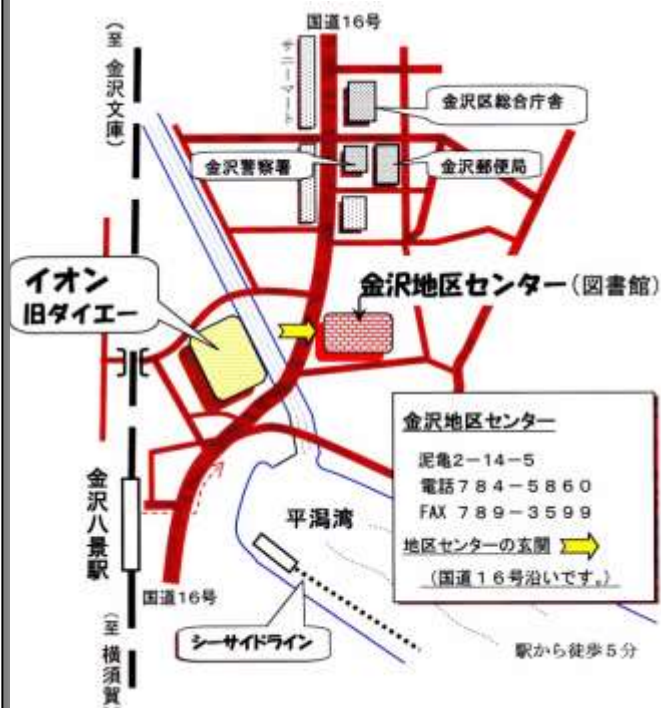 国道16号
(至 金沢文庫)
サニーマート
金沢区総合庁舎
金沢警察署
金沢郵便局
イオン
旧ダイエー
金沢地区センター(図書館)
金沢地区センター
泥亀2-14-5
電話784-5860
FAX 789-3599
地区センターの玄関
(国道16号沿いです。)
金沢八景駅
平潟湾
国道16号
シーサイドライン
(至 横須賀
駅から徒歩5分